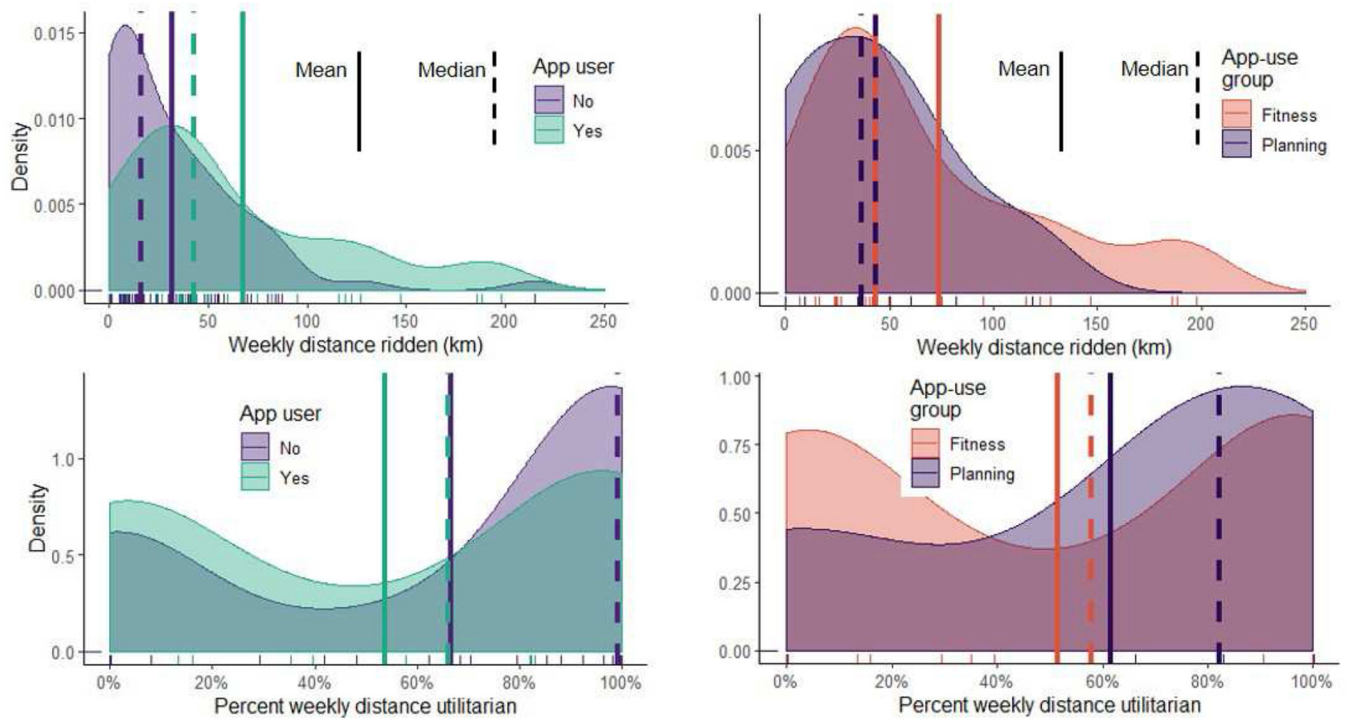 0.015
0.010
0.005
0.000
Density
Mean
Median
App user
No
Yes
0 50 100 150 200 250
Weekly distance ridden (km)
0.005
0.000
Mean
Median
App-use
group
Fitness
Planning
0 50 100 150 200 250
Weekly distance ridden (km)
1.0
0.5
0.0
Density
App user
No
Yes
0% 20% 40% 60% 80% 100%
Percent weekly distance utilitarian
1.00
0.75
0.50
0.25
0.00
App-use
group
Fitness
Planning
0% 20% 40% 60% 80% 100%
Percent weekly distance utilitarian